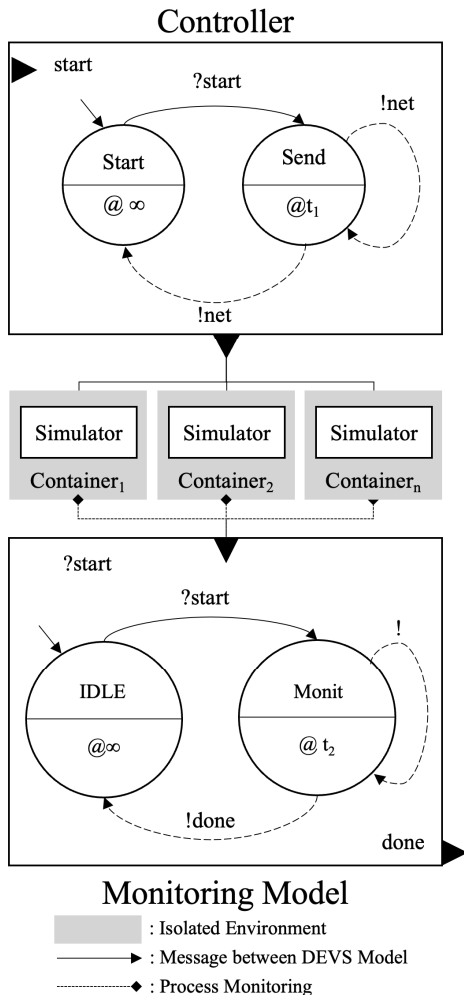 Controller
start
?start
!net
Start
@ ∞
Send
@t₁
!net
Simulator
Simulator
Simulator
Container₁
Container₂
Containerₙ
?start
?start
!
IDLE
@∞
Monit
@ t₂
!done
done
Monitoring Model
: Isolated Environment
: Message between DEVS Model
: Process Monitoring